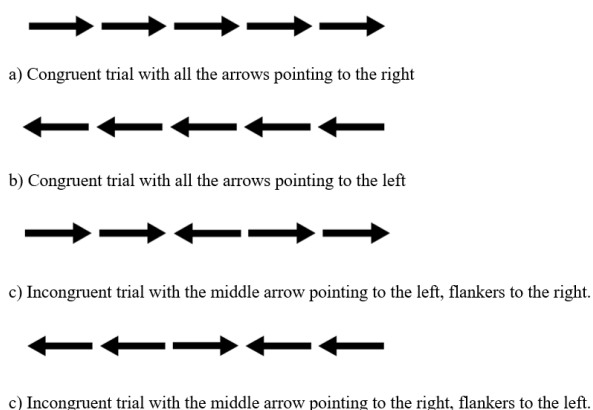 a) Congruent trial with all the arrows pointing to the right
b) Congruent trial with all the arrows pointing to the left
c) Incongruent trial with the middle arrow pointing to the left, flankers to the right.
c) Incongruent trial with the middle arrow pointing to the right, flankers to the left.